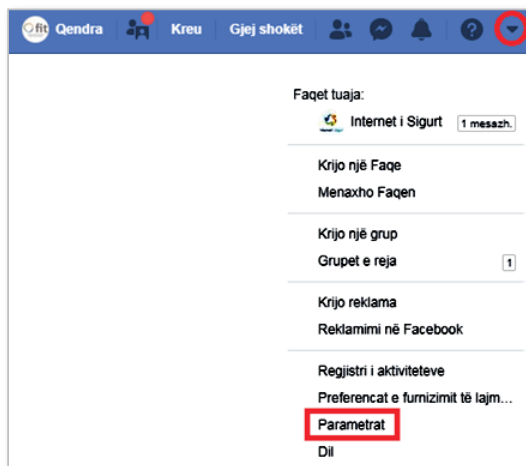 fit Qendra Kreu Gjej shokët
Faqet tuaja:
Internet i Sigurt 1 mesazh.
Krijo një Faqe
Menaxho Faqen
Krijo një grup
Grupet e reja 1
Krijo reklama
Reklamimi në Facebook
Regjistri i aktiviteteve
Preferencat e furnizimit të lajm...
Parametrat
Dil